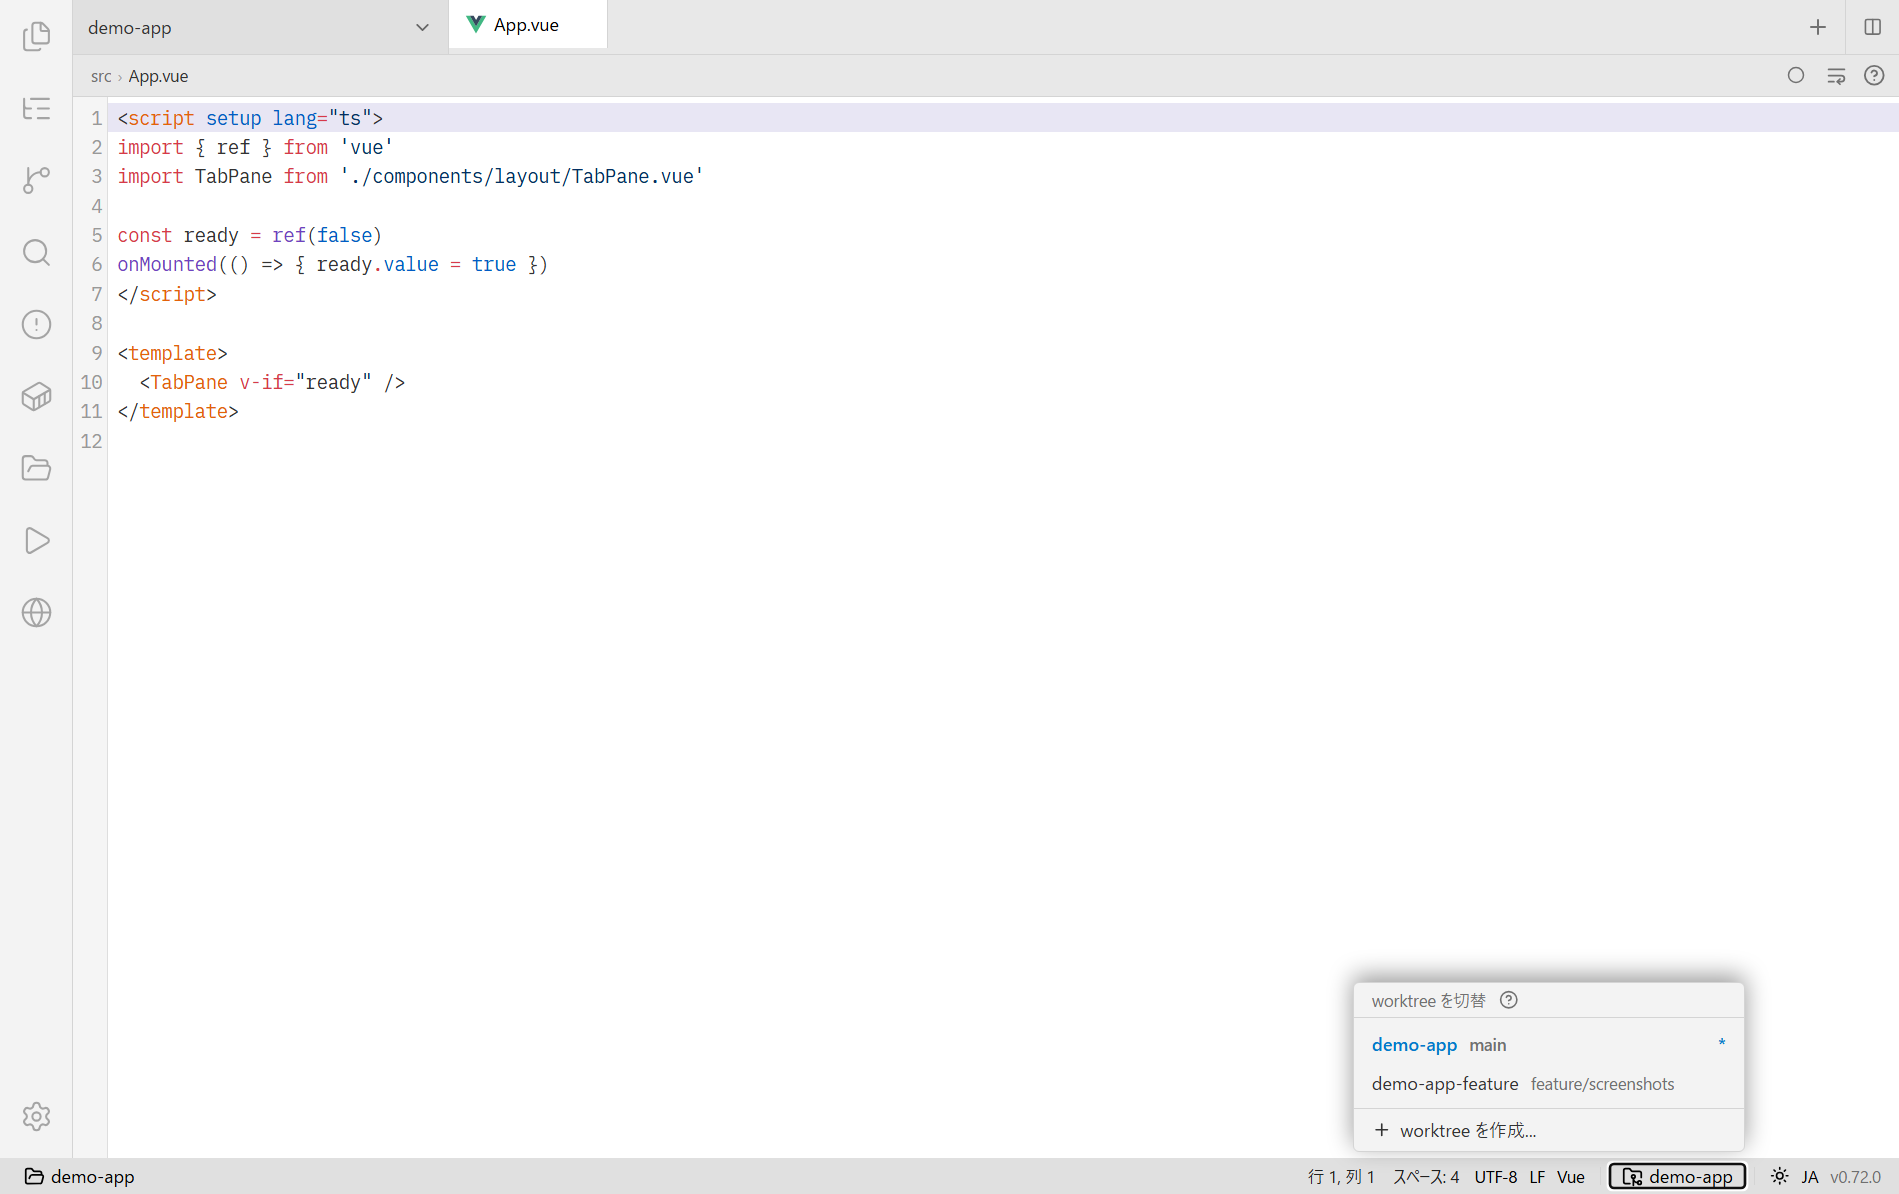 demo-app
App.vue
src › App.vue
1 <script setup lang="ts">
2 import { ref } from 'vue'
3 import TabPane from './components/layout/TabPane.vue'
4
5 const ready = ref(false)
6 onMounted(() => { ready.value = true })
7 </script>
8
9 <template>
10   <TabPane v-if="ready" />
11 </template>
12
worktree を切替
demo-app main *
demo-app-feature feature/screenshots
+ worktree を作成...
demo-app
行 1, 列 1 スペース: 4 UTF-8 LF Vue demo-app JA v0.72.0